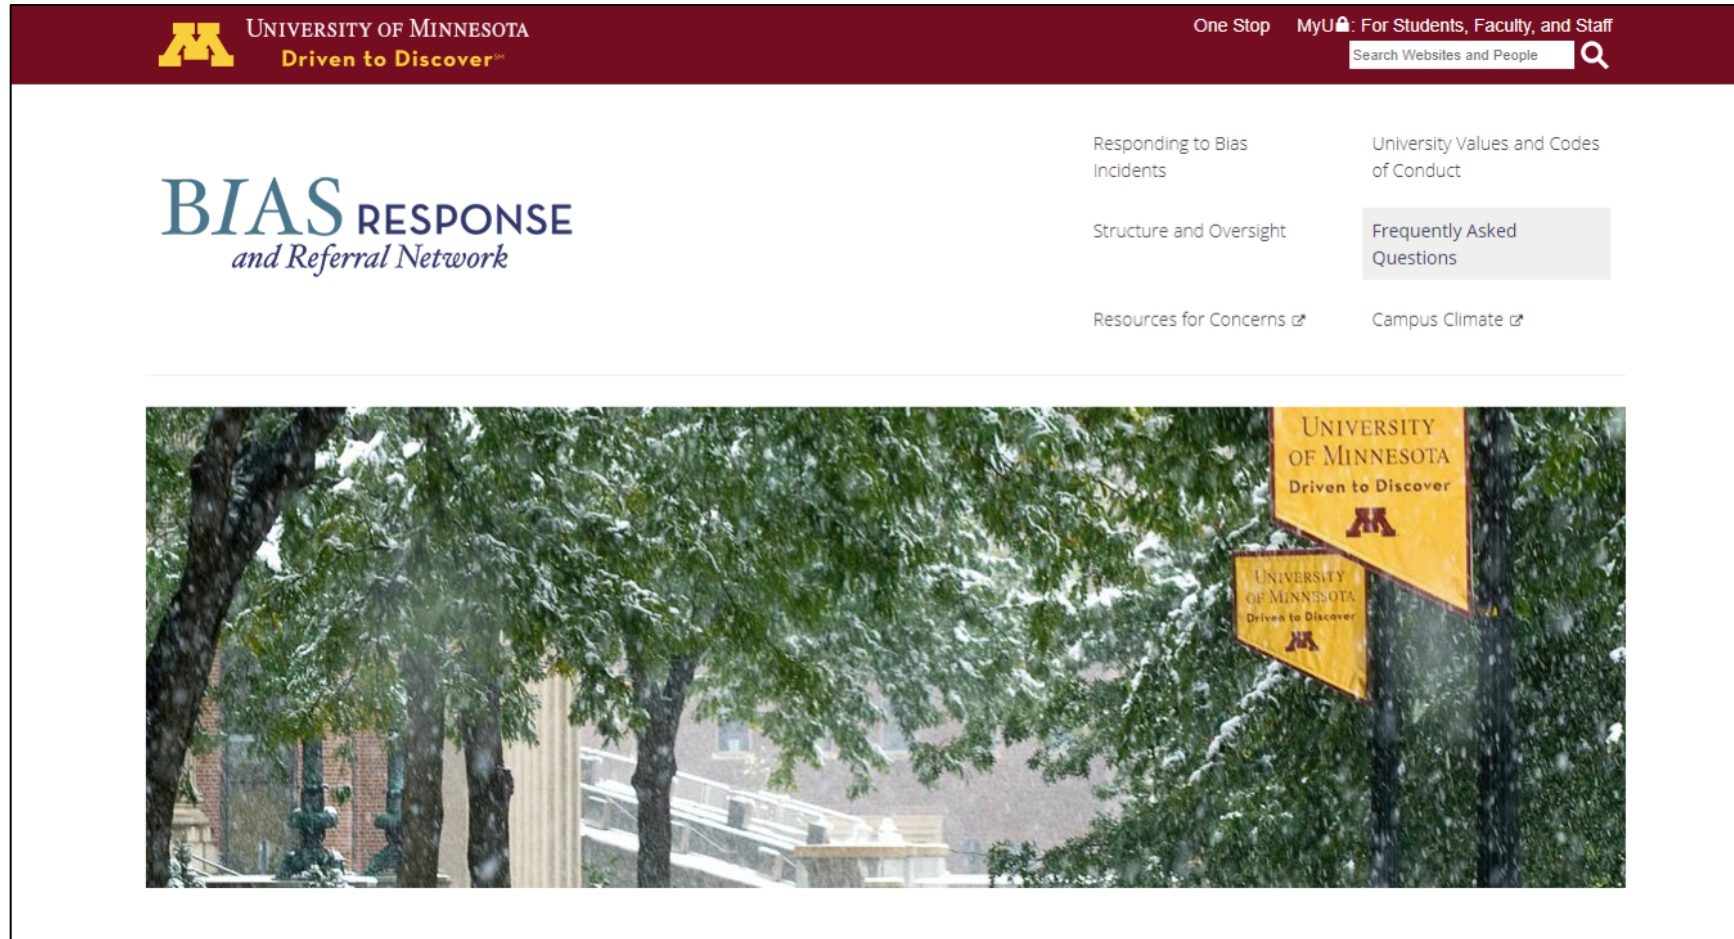 UNIVERSITY OF MINNESOTA
Driven to Discover℠
One Stop MyU: For Students, Faculty, and Staff
Search Websites and People
BIAS RESPONSE
and Referral Network
Responding to Bias
Incidents
University Values and Codes
of Conduct
Structure and Oversight
Frequently Asked
Questions
Resources for Concerns
Campus Climate
UNIVERSITY
OF MINNESOTA
Driven to Discover
M
UNIVERSITY
OF MINNESOTA
Driven to Discover
M